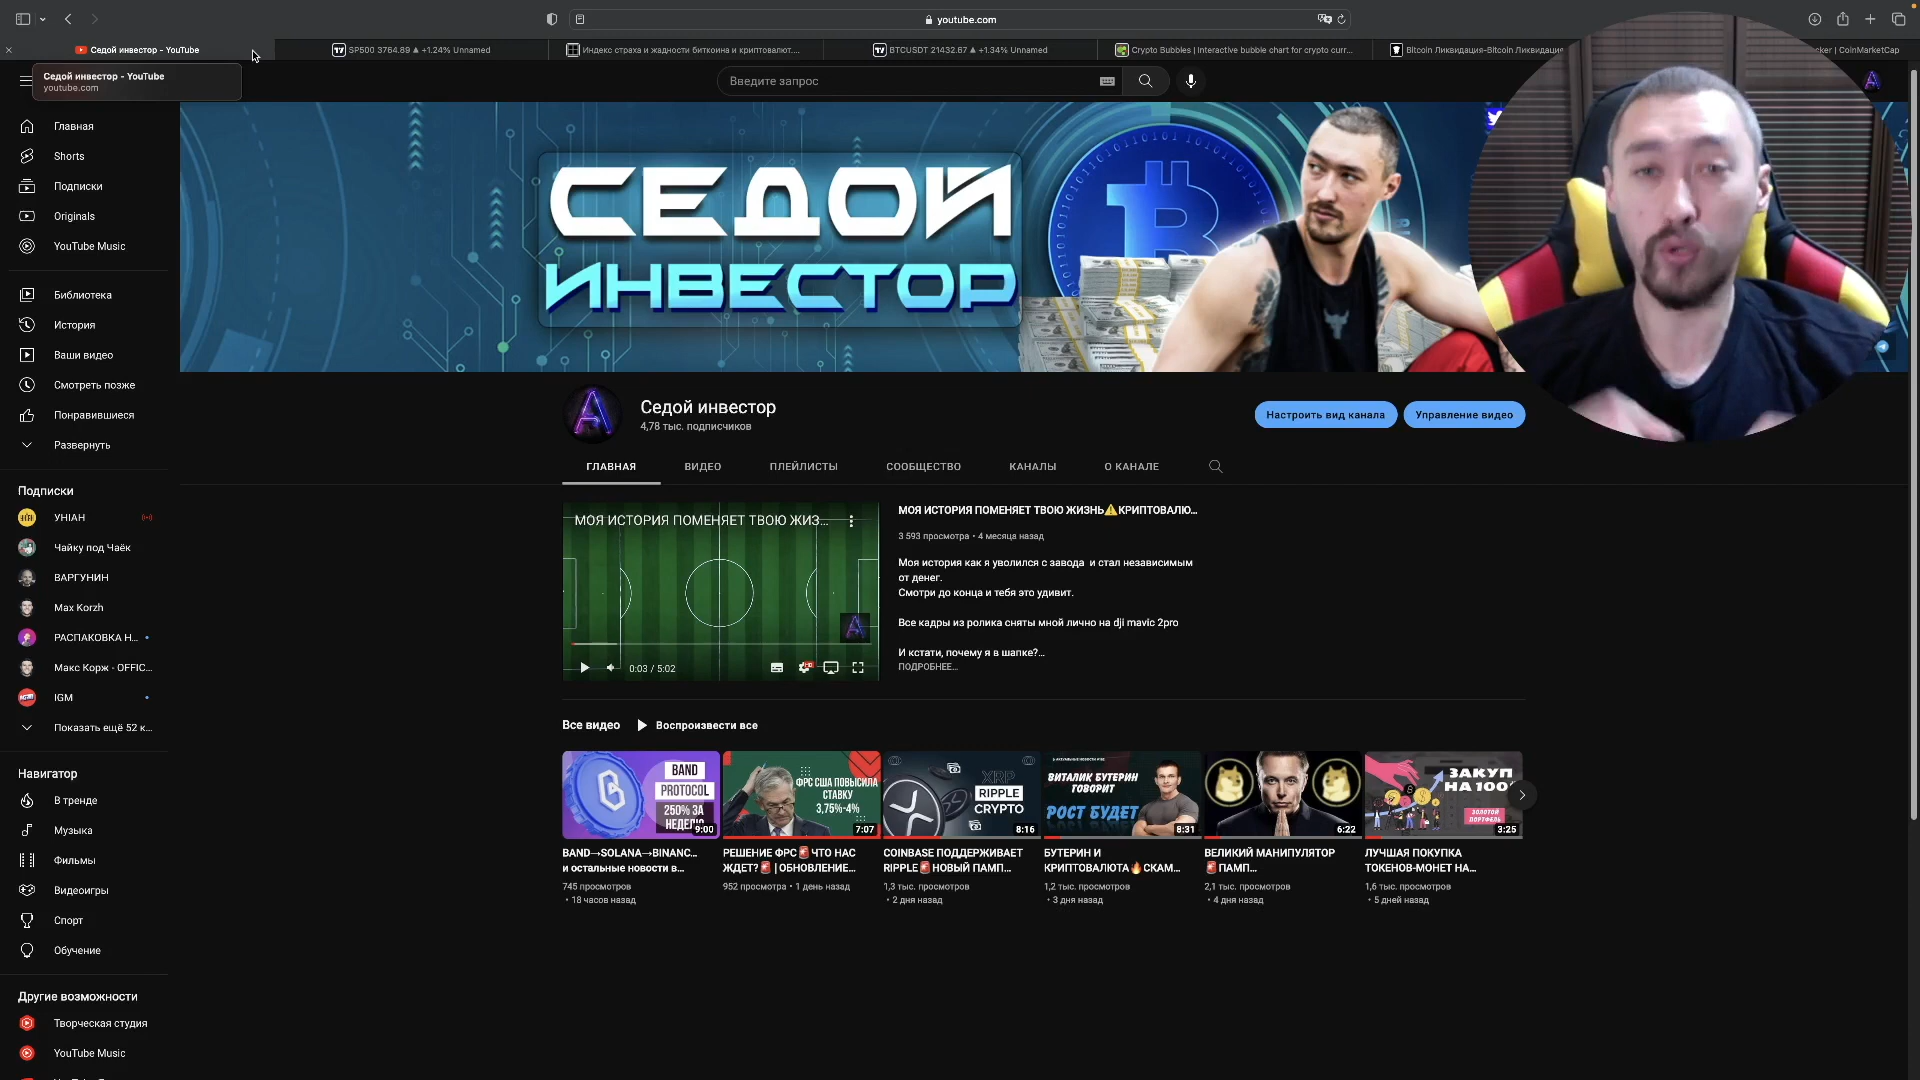 youtube.com
Седой инвестор - YouTube
SP500 3764.89 ▲ +1.24% Unnamed
Индекс страха и жадности биткоина и криптовалют....
BTCUSDT 21432.67 ▲ +1.34% Unnamed
Crypto Bubbles | Interactive bubble chart for crypto curr...
Bitcoin Ликвидация-Bitcoin Ликвидация
cker | CoinMarketCap
Седой инвестор - YouTube
youtube.com
Введите запрос
СЕДОЙ
ИНВЕСТОР
Главная
Shorts
Подписки
Originals
YouTube Music
Библиотека
История
Ваши видео
Смотреть позже
Понравившиеся
Развернуть
Подписки
УНІАН
Чайку под Чаёк
ВАРГУНИН
Max Korzh
РАСПАКОВКА Н...
Макс Корж - OFFIC...
IGM
Показать ещё 52 к...
Навигатор
В тренде
Музыка
Фильмы
Видеоигры
Спорт
Обучение
Другие возможности
Творческая студия
YouTube Music
Седой инвестор
4,78 тыс. подписчиков
Настроить вид канала
Управление видео
ГЛАВНАЯ
ВИДЕО
ПЛЕЙЛИСТЫ
СООБЩЕСТВО
КАНАЛЫ
О КАНАЛЕ
МОЯ ИСТОРИЯ ПОМЕНЯЕТ ТВОЮ ЖИЗ...
0:03 / 5:02
МОЯ ИСТОРИЯ ПОМЕНЯЕТ ТВОЮ ЖИЗНЬ⚠️КРИПТОВАЛЮ...
3 593 просмотра • 4 месяца назад
Моя история как я уволился с завода и стал независимым
от денег.
Смотри до конца и тебя это удивит.
Все кадры из ролика сняты мной лично на dji mavic 2pro
И кстати, почему я в шапке?...
ПОДРОБНЕЕ...
Все видео
Воспроизвести все
BAND
PROTOCOL
250% ЗА
НЕДЕЛЮ
9:00
BAND→SOLANA→BINANC...
и остальные новости в...
745 просмотров
• 18 часов назад
ФРС США ПОВЫСИЛА
СТАВКУ
3,75%-4%
7:07
РЕШЕНИЕ ФРС🚨ЧТО НАС
ЖДЕТ?🚨|ОБНОВЛЕНИЕ...
952 просмотра • 1 день назад
XRP
RIPPLE
CRYPTO
8:16
COINBASE ПОДДЕРЖИВАЕТ
RIPPLE🚨НОВЫЙ ПАМП...
1,3 тыс. просмотров
• 2 дня назад
ВИТАЛИК БУТЕРИН
ГОВОРИТ
РОСТ БУДЕТ
8:31
БУТЕРИН И
КРИПТОВАЛЮТА🔥СКАМ...
1,2 тыс. просмотров
• 3 дня назад
6:22
ВЕЛИКИЙ МАНИПУЛЯТОР
🚨ПАМП...
2,1 тыс. просмотров
• 4 дня назад
ЗАКУП
НА 100
ЗОЛОТОЙ
ПОРТФЕЛЬ
3:25
ЛУЧШАЯ ПОКУПКА
ТОКЕНОВ-МОНЕТ НА...
1,6 тыс. просмотров
• 5 дней назад